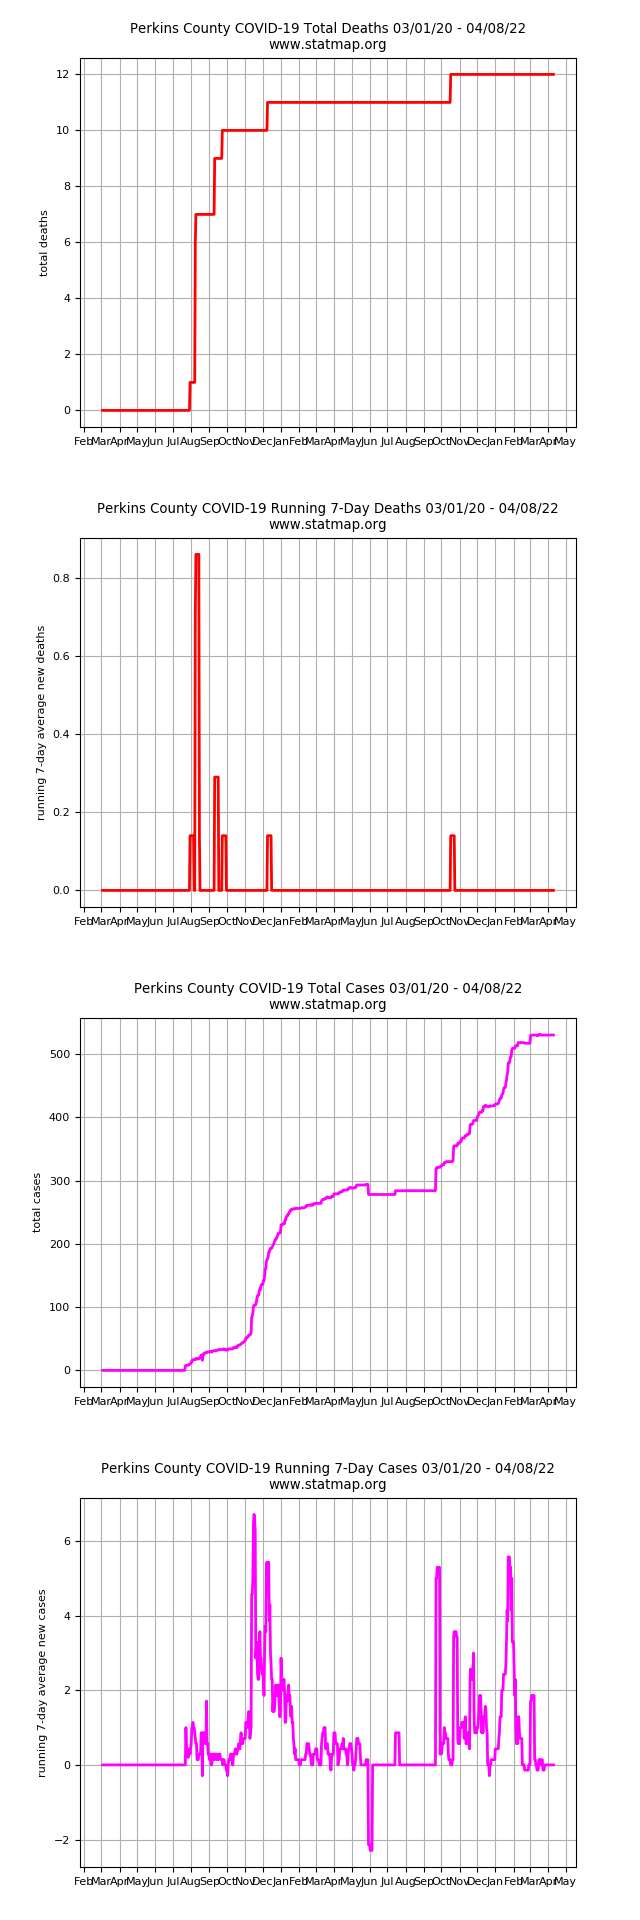 Perkins County COVID-19 Total Deaths 03/01/20 - 04/08/22
www.statmap.org
12
10
8
6
4
2
0
total deaths
Feb Mar Apr May Jun Jul Aug Sep Oct Nov Dec Jan Feb Mar Apr May Jun Jul Aug Sep Oct Nov Dec Jan Feb Mar Apr May
Perkins County COVID-19 Running 7-Day Deaths 03/01/20 - 04/08/22
www.statmap.org
0.8
0.6
0.4
0.2
0.0
running 7-day average new deaths
Feb Mar Apr May Jun Jul Aug Sep Oct Nov Dec Jan Feb Mar Apr May Jun Jul Aug Sep Oct Nov Dec Jan Feb Mar Apr May
Perkins County COVID-19 Total Cases 03/01/20 - 04/08/22
www.statmap.org
500
400
300
200
100
0
total cases
Feb Mar Apr May Jun Jul Aug Sep Oct Nov Dec Jan Feb Mar Apr May Jun Jul Aug Sep Oct Nov Dec Jan Feb Mar Apr May
Perkins County COVID-19 Running 7-Day Cases 03/01/20 - 04/08/22
www.statmap.org
6
4
2
0
−2
running 7-day average new cases
Feb Mar Apr May Jun Jul Aug Sep Oct Nov Dec Jan Feb Mar Apr May Jun Jul Aug Sep Oct Nov Dec Jan Feb Mar Apr May